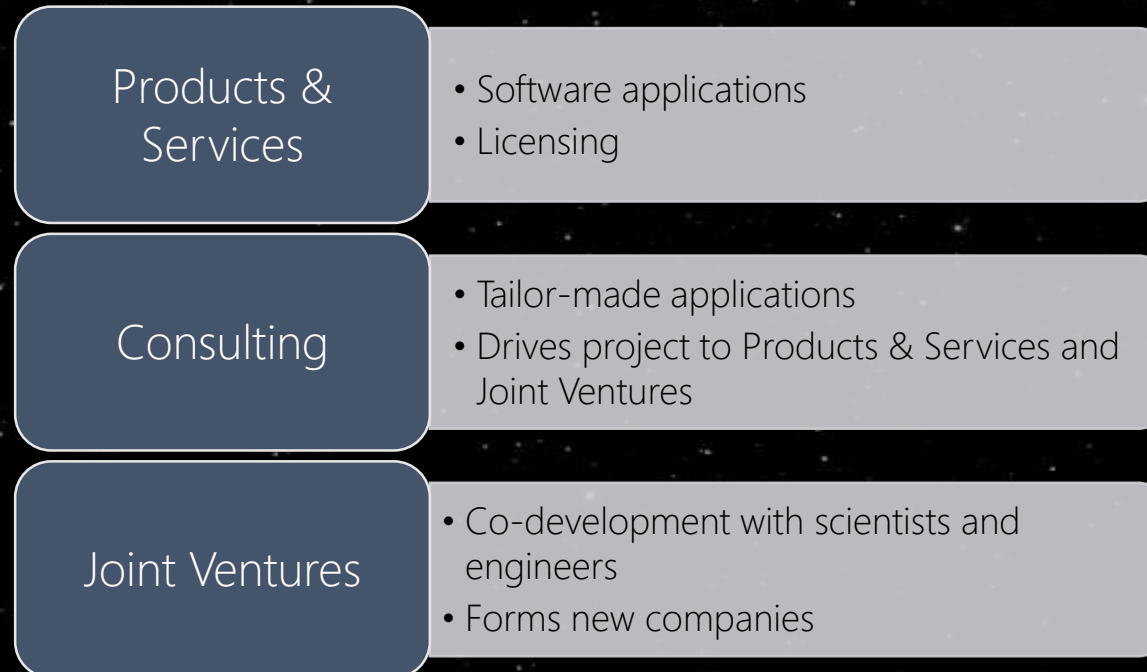 Products &
Services
• Software applications
• Licensing
Consulting
• Tailor-made applications
• Drives project to Products & Services and
Joint Ventures
Joint Ventures
• Co-development with scientists and
engineers
• Forms new companies